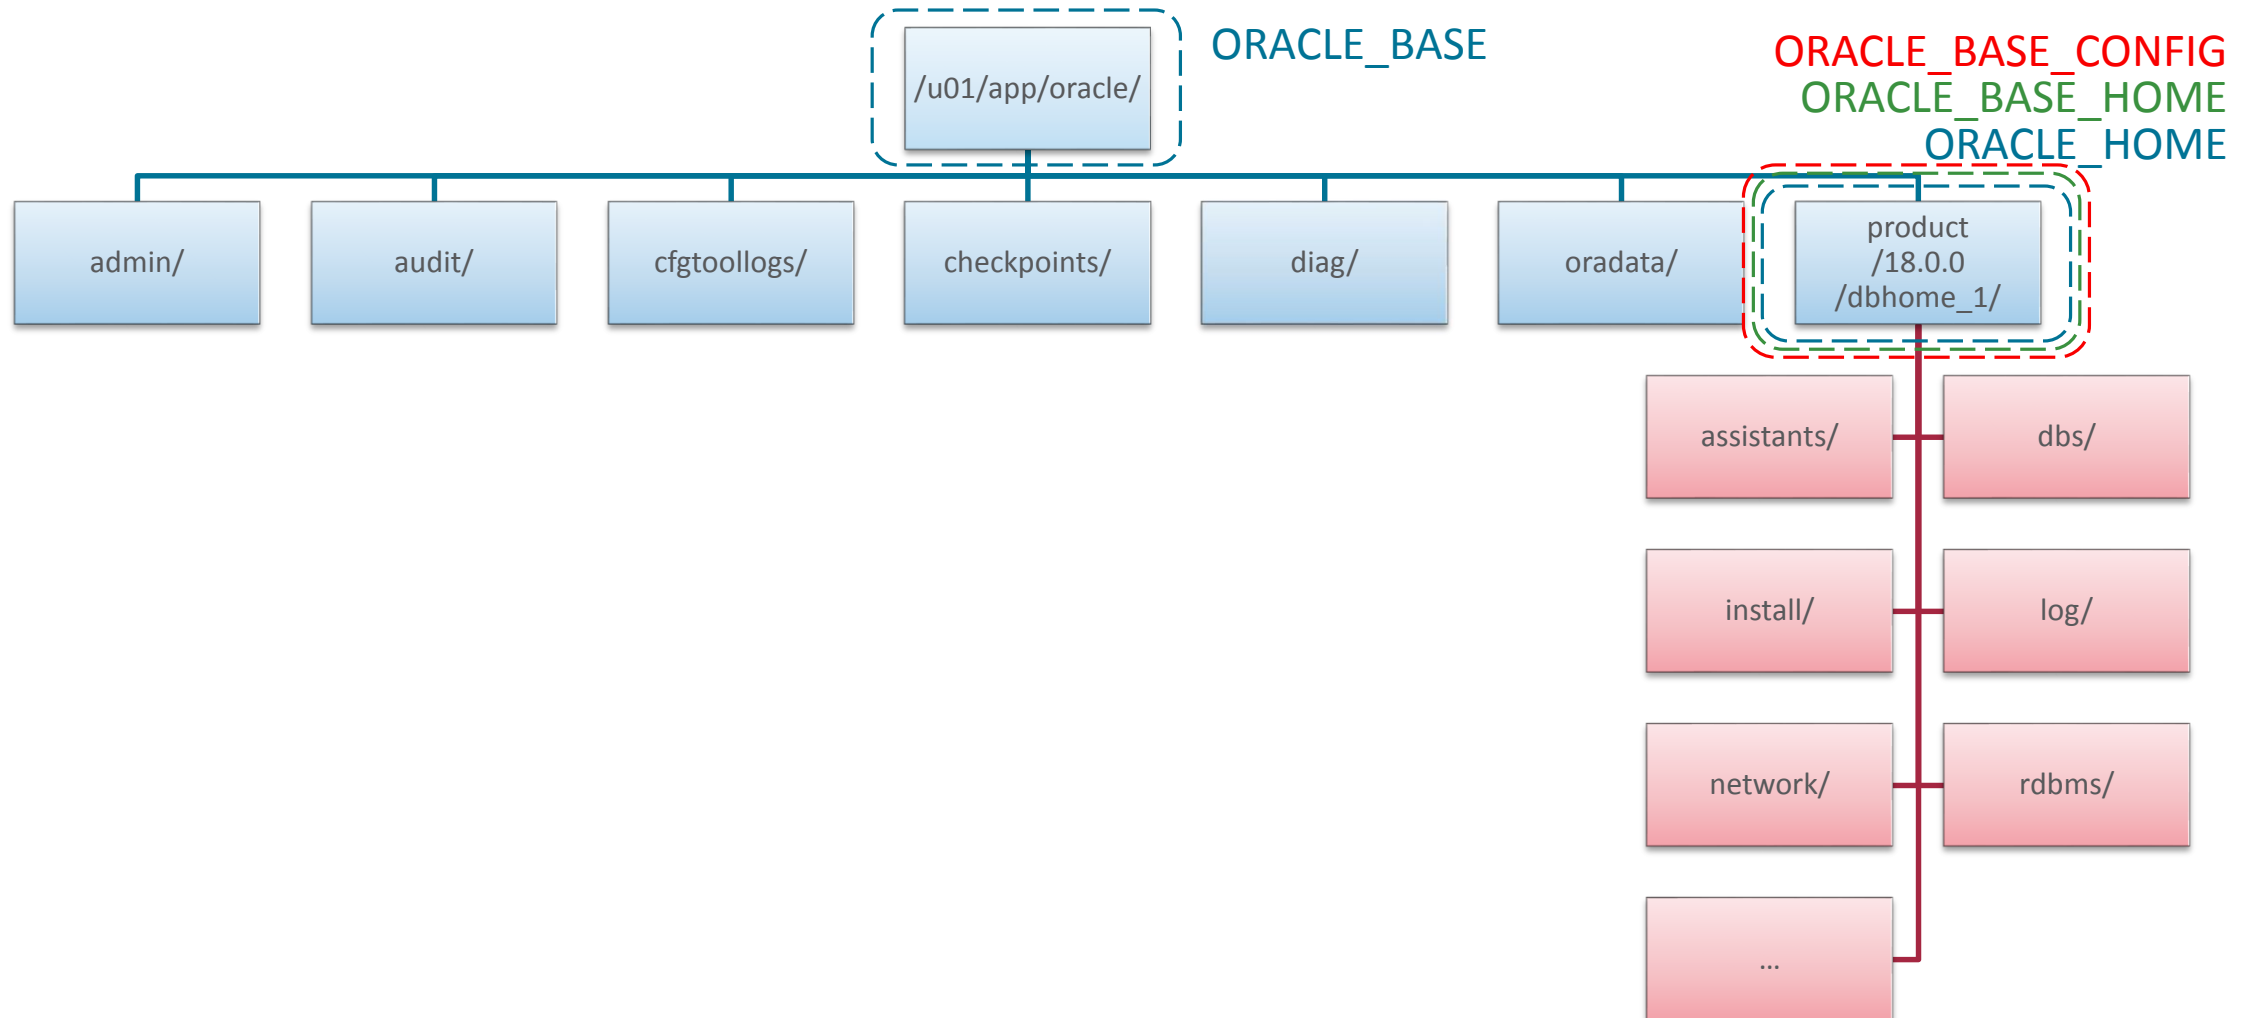 /u01/app/oracle/
ORACLE_BASE
ORACLE_BASE_CONFIG
ORACLE_BASE_HOME
ORACLE_HOME
admin/
audit/
cfgtoollogs/
checkpoints/
diag/
oradata/
product
/18.0.0
/dbhome_1/
assistants/
dbs/
install/
log/
network/
rdbms/
...